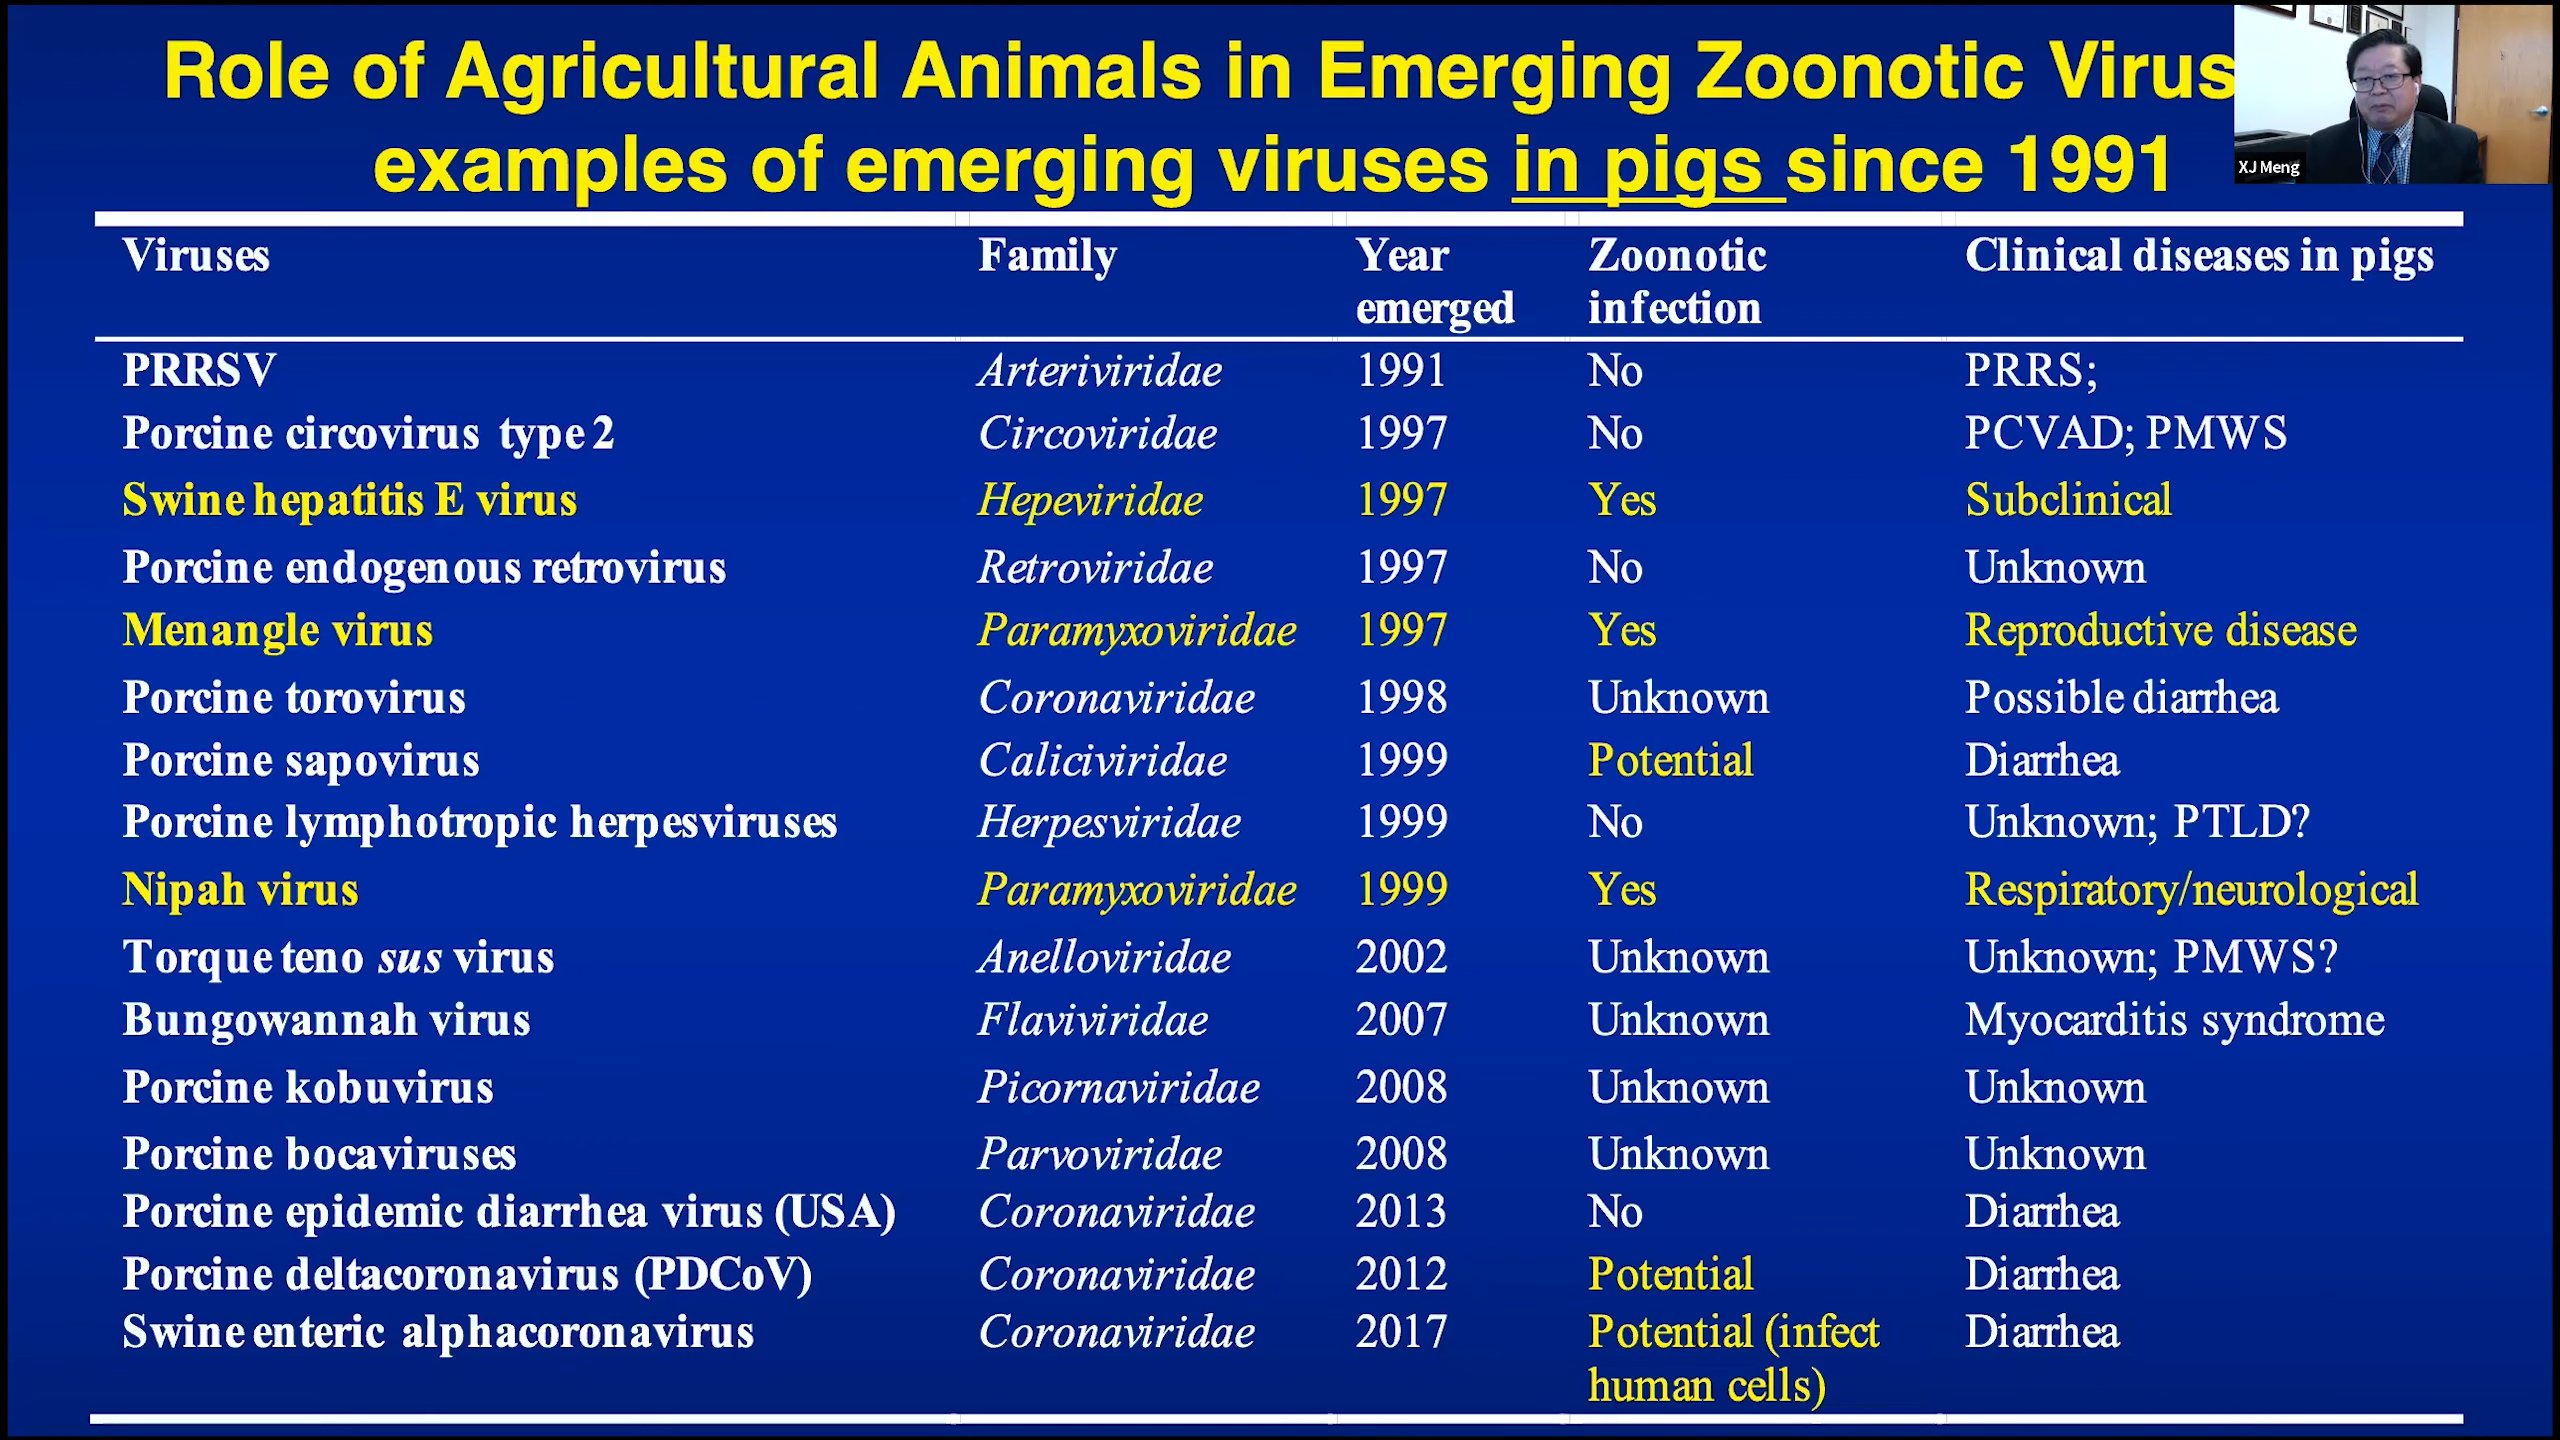 Role of Agricultural Animals in Emerging Zoonotic Virus
examples of emerging viruses in pigs since 1991
XJ Meng
Viruses Family Year emerged Zoonotic infection Clinical diseases in pigs
PRRSV Arteriviridae 1991 No PRRS;
Porcine circovirus type 2 Circoviridae 1997 No PCVAD; PMWS
Swine hepatitis E virus Hepeviridae 1997 Yes Subclinical
Porcine endogenous retrovirus Retroviridae 1997 No Unknown
Menangle virus Paramyxoviridae 1997 Yes Reproductive disease
Porcine torovirus Coronaviridae 1998 Unknown Possible diarrhea
Porcine sapovirus Caliciviridae 1999 Potential Diarrhea
Porcine lymphotropic herpesviruses Herpesviridae 1999 No Unknown; PTLD?
Nipah virus Paramyxoviridae 1999 Yes Respiratory/neurological
Torque teno sus virus Anelloviridae 2002 Unknown Unknown; PMWS?
Bungowannah virus Flaviviridae 2007 Unknown Myocarditis syndrome
Porcine kobuvirus Picornaviridae 2008 Unknown Unknown
Porcine bocaviruses Parvoviridae 2008 Unknown Unknown
Porcine epidemic diarrhea virus (USA) Coronaviridae 2013 No Diarrhea
Porcine deltacoronavirus (PDCoV) Coronaviridae 2012 Potential Diarrhea
Swine enteric alphacoronavirus Coronaviridae 2017 Potential (infect human cells) Diarrhea